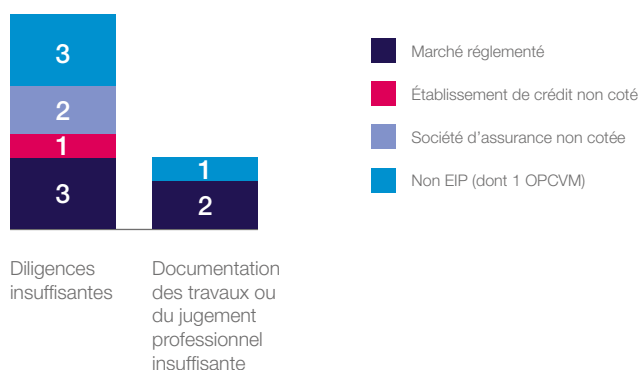 3
2
1
3
1
2
Diligences
insuffisantes
Documentation
des travaux ou
du jugement
professionnel
insuffisante
Marché réglementé
Établissement de crédit non coté
Société d'assurance non cotée
Non EIP (dont 1 OPCVM)